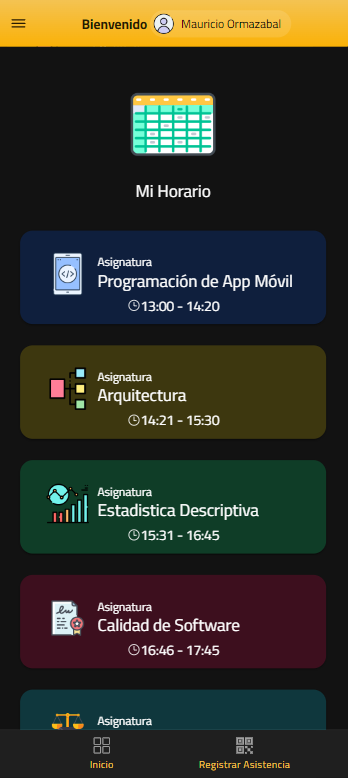 Bienvenido Mauricio Ormazabal
Mi Horario
Asignatura
Programación de App Móvil
13:00 - 14:20
Asignatura
Arquitectura
14:21 - 15:30
Asignatura
Estadistica Descriptiva
15:31 - 16:45
Asignatura
Calidad de Software
16:46 - 17:45
Asignatura
Inicio
Registrar Asistencia